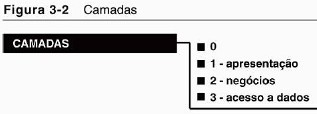 Figura 3-2 Camadas
CAMADAS
■ 0
■ 1 - apresentação
■ 2 - negócios
■ 3 - acesso a dados